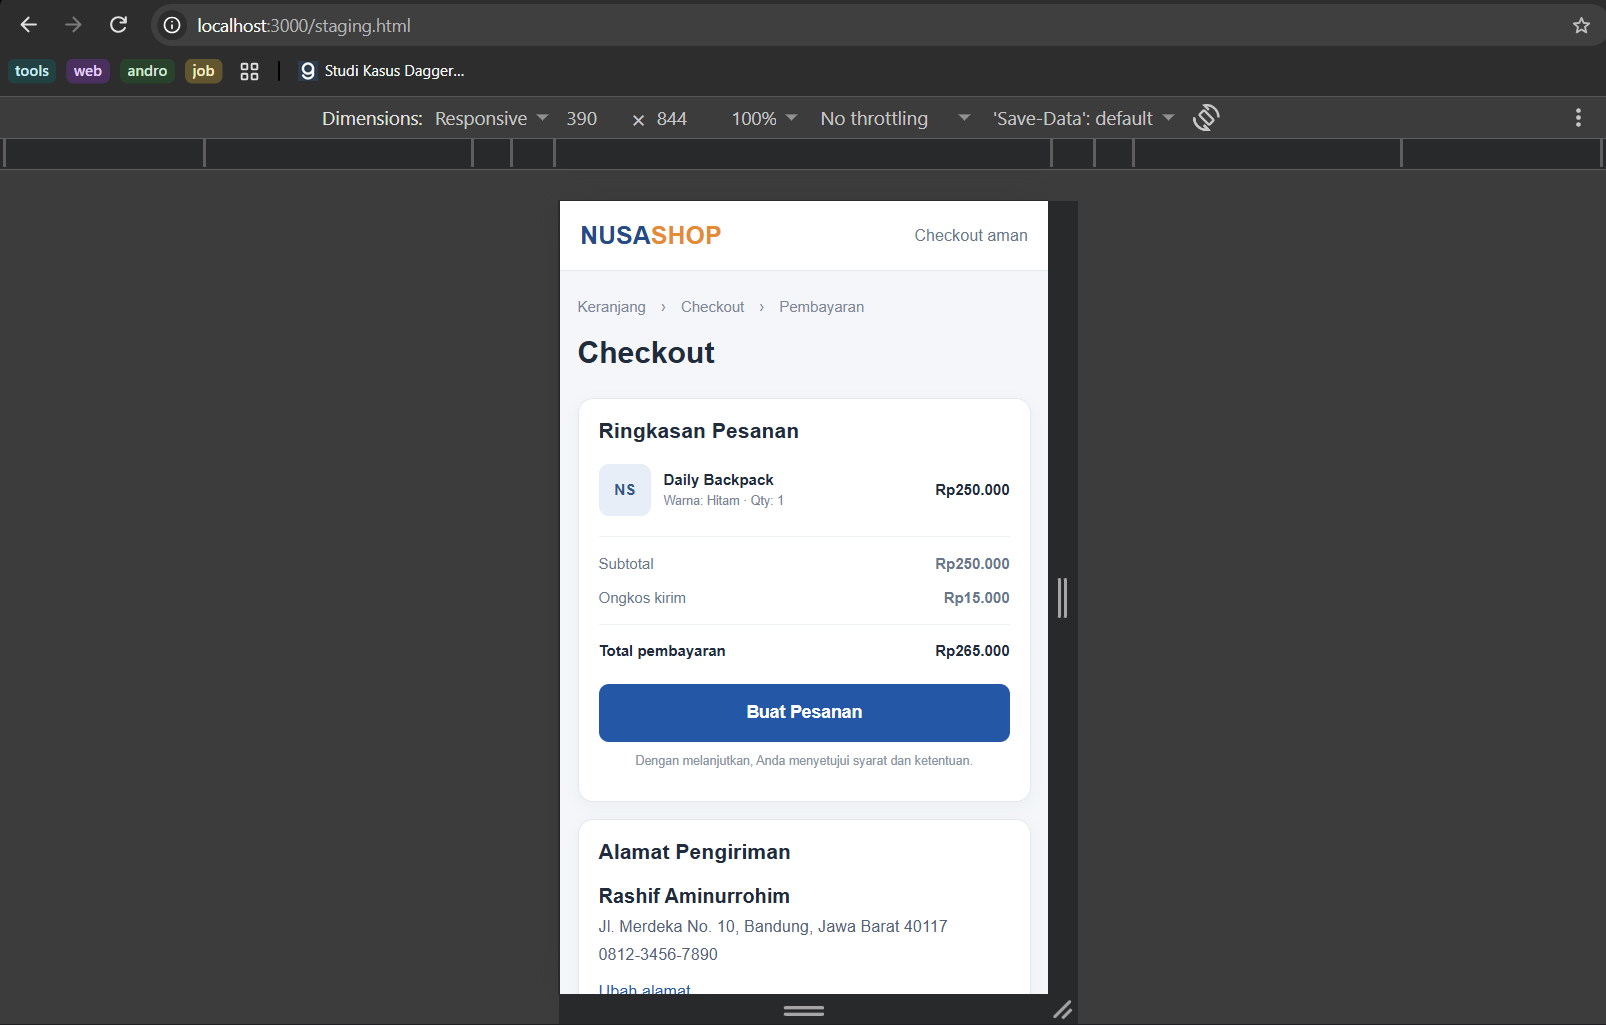 localhost:3000/staging.html
tools web andro job Studi Kasus Dagger...
Dimensions: Responsive 390 × 844 100% No throttling 'Save-Data': default
NUSASHOP Checkout aman
Keranjang › Checkout › Pembayaran
Checkout
Ringkasan Pesanan
NS
Daily Backpack
Warna: Hitam · Qty: 1
Rp250.000
Subtotal Rp250.000
Ongkos kirim Rp15.000
Total pembayaran Rp265.000
Buat Pesanan
Dengan melanjutkan, Anda menyetujui syarat dan ketentuan.
Alamat Pengiriman
Rashif Aminurrohim
Jl. Merdeka No. 10, Bandung, Jawa Barat 40117
0812-3456-7890
Ubah alamat